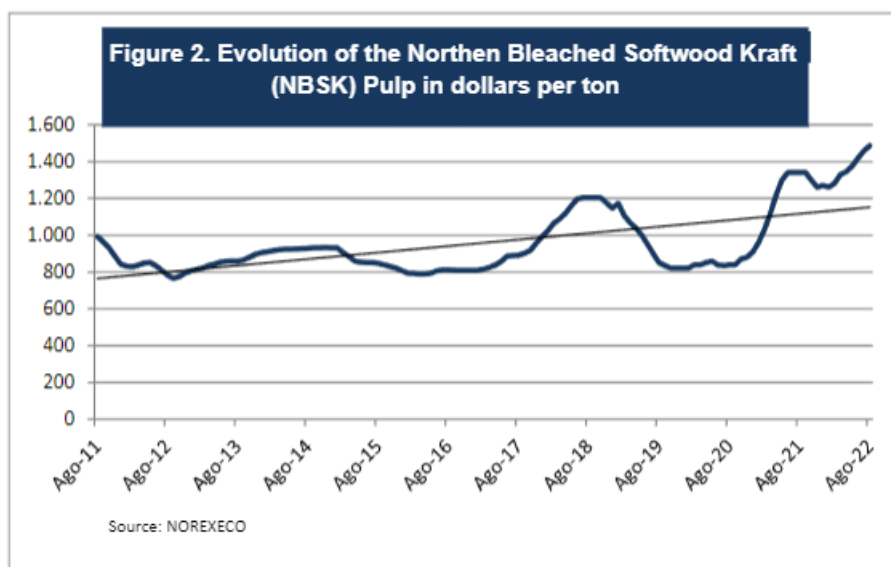 Figure 2. Evolution of the Northen Bleached Softwood Kraft
(NBSK) Pulp in dollars per ton
1.600
1.400
1.200
1.000
800
600
400
200
0
Ago-11
Ago-12
Ago-13
Ago-14
Ago-15
Ago-16
Ago-17
Ago-18
Ago-19
Ago-20
Ago-21
Ago-22
Source: NOREXECO